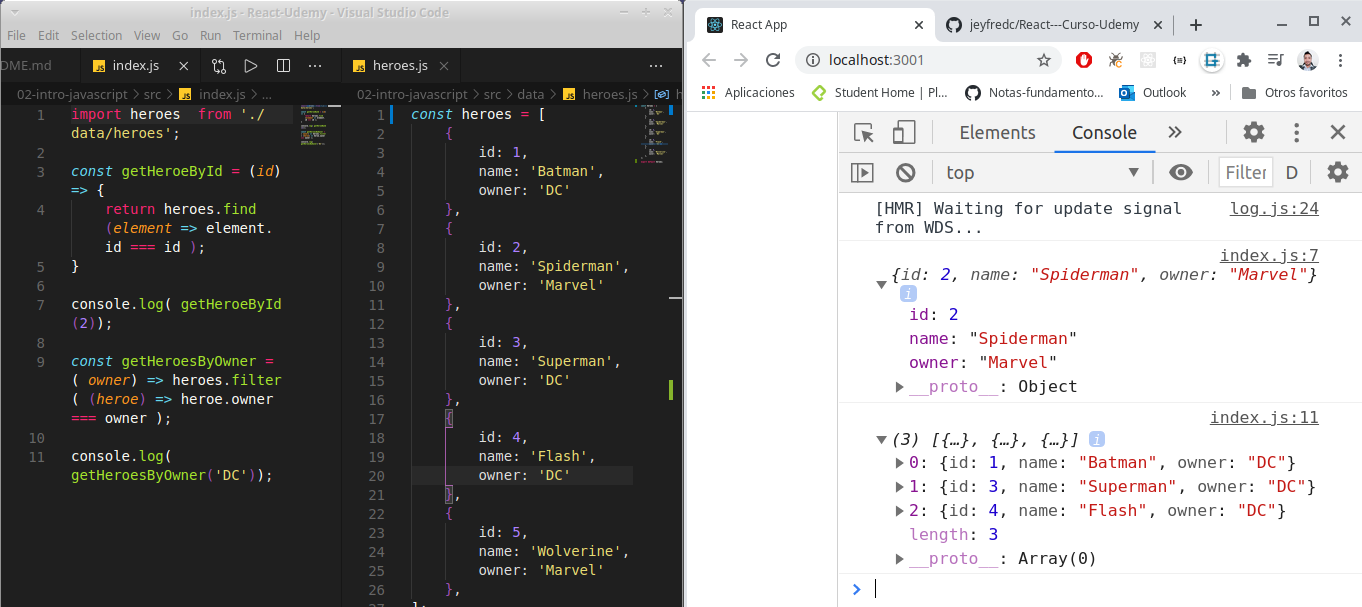 index.js - React-Udemy - Visual Studio Code
File Edit Selection View Go Run Terminal Help
DME.md
JS index.js
02-intro-javascript > src > JS index.js > ...
1 import heroes  from './
data/heroes';
2
3 const getHeroeById = (id)
=> {
4 return heroes.find
(element => element.
id === id );
5 }
6
7 console.log( getHeroeById
(2));
8
9 const getHeroesByOwner =
( owner) => heroes.filter
( (heroe) => heroe.owner
=== owner );
10
11 console.log(
getHeroesByOwner('DC'));
JS heroes.js
02-intro-javascript > src > data > JS heroes.js > h
1 const heroes = [
2 {
3 id: 1,
4 name: 'Batman',
5 owner: 'DC'
6 },
7 {
8 id: 2,
9 name: 'Spiderman',
10 owner: 'Marvel'
11 },
12 {
13 id: 3,
14 name: 'Superman',
15 owner: 'DC'
16 },
17 {
18 id: 4,
19 name: 'Flash',
20 owner: 'DC'
21 },
22 {
23 id: 5,
24 name: 'Wolverine',
25 owner: 'Marvel'
26 },
27 ];
React App
jeyfredc/React---Curso-Udemy
localhost:3001
Aplicaciones Student Home | Pl... Notas-fundamento... Outlook » Otros favoritos
Elements Console »
top Filter D
[HMR] Waiting for update signal log.js:24
from WDS...
index.js:7
{id: 2, name: "Spiderman", owner: "Marvel"}
i
id: 2
name: "Spiderman"
owner: "Marvel"
__proto__: Object
index.js:11
(3) [{…}, {…}, {…}] i
0: {id: 1, name: "Batman", owner: "DC"}
1: {id: 3, name: "Superman", owner: "DC"}
2: {id: 4, name: "Flash", owner: "DC"}
length: 3
__proto__: Array(0)
>